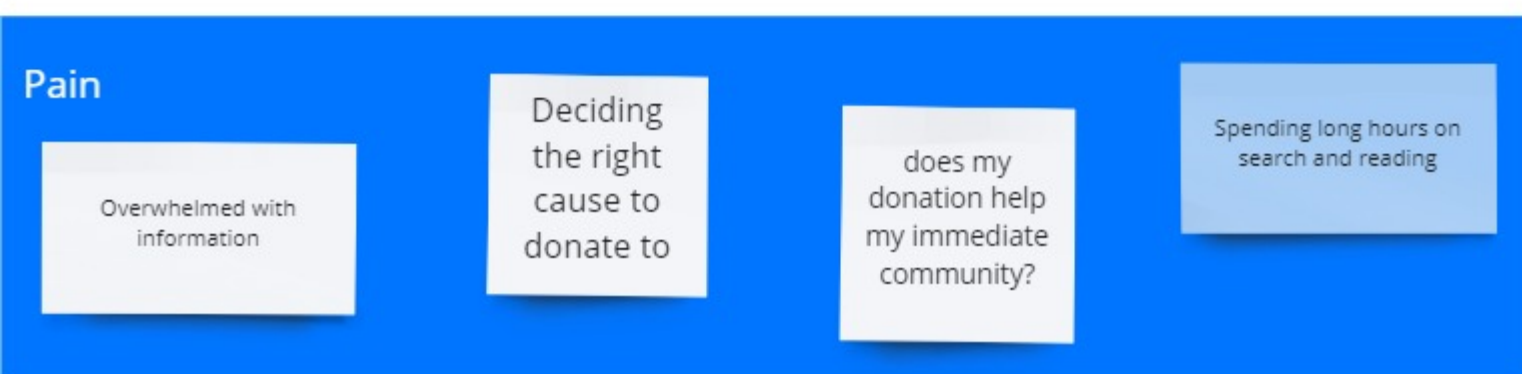 Pain
Overwhelmed with
information
Deciding
the right
cause to
donate to
does my
donation help
my immediate
community?
Spending long hours on
search and reading